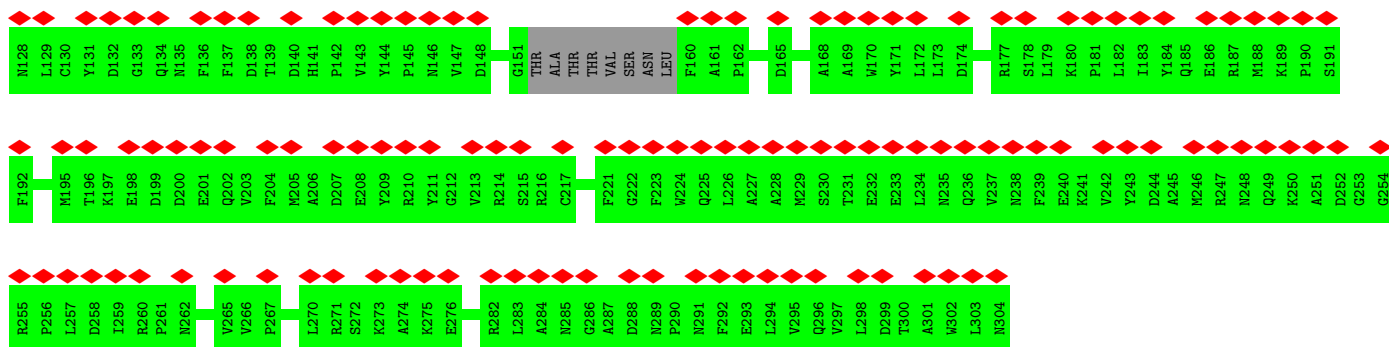 N128 L129 C130 Y131 D132 G133 Q134 N135 F136 F137 D138 T139 D140 H141 P142 V143 Y144 P145 N146 V147 D148 G151 THR ALA THR THR VAL SER ASN LEU F160 A161 P162 D165 A168 A169 W170 Y171 L172 L173 D174 R177 S178 L179 K180 P181 L182 I183 Y184 Q185 E186 R187 M188 K189 P190 S191
F192 M195 T196 K197 E198 D199 D200 E201 Q202 V203 F204 M205 A206 D207 E208 Y209 R210 Y211 G212 V213 R214 S215 R216 C217 F221 G222 F223 W224 Q225 L226 A227 A228 M229 S230 T231 E232 E233 L234 N235 Q236 V237 N238 F239 E240 K241 V242 Y243 D244 A245 M246 R247 N248 Q249 K250 A251 D252 G253 G254
R255 P256 L257 D258 I259 R260 P261 N262 V265 V266 P267 L270 R271 S272 K273 A274 K275 E276 R282 L283 A284 N285 G286 A287 D288 N289 P290 N291 F292 E293 L294 V295 Q296 V297 L298 D299 T300 A301 W302 L303 N304